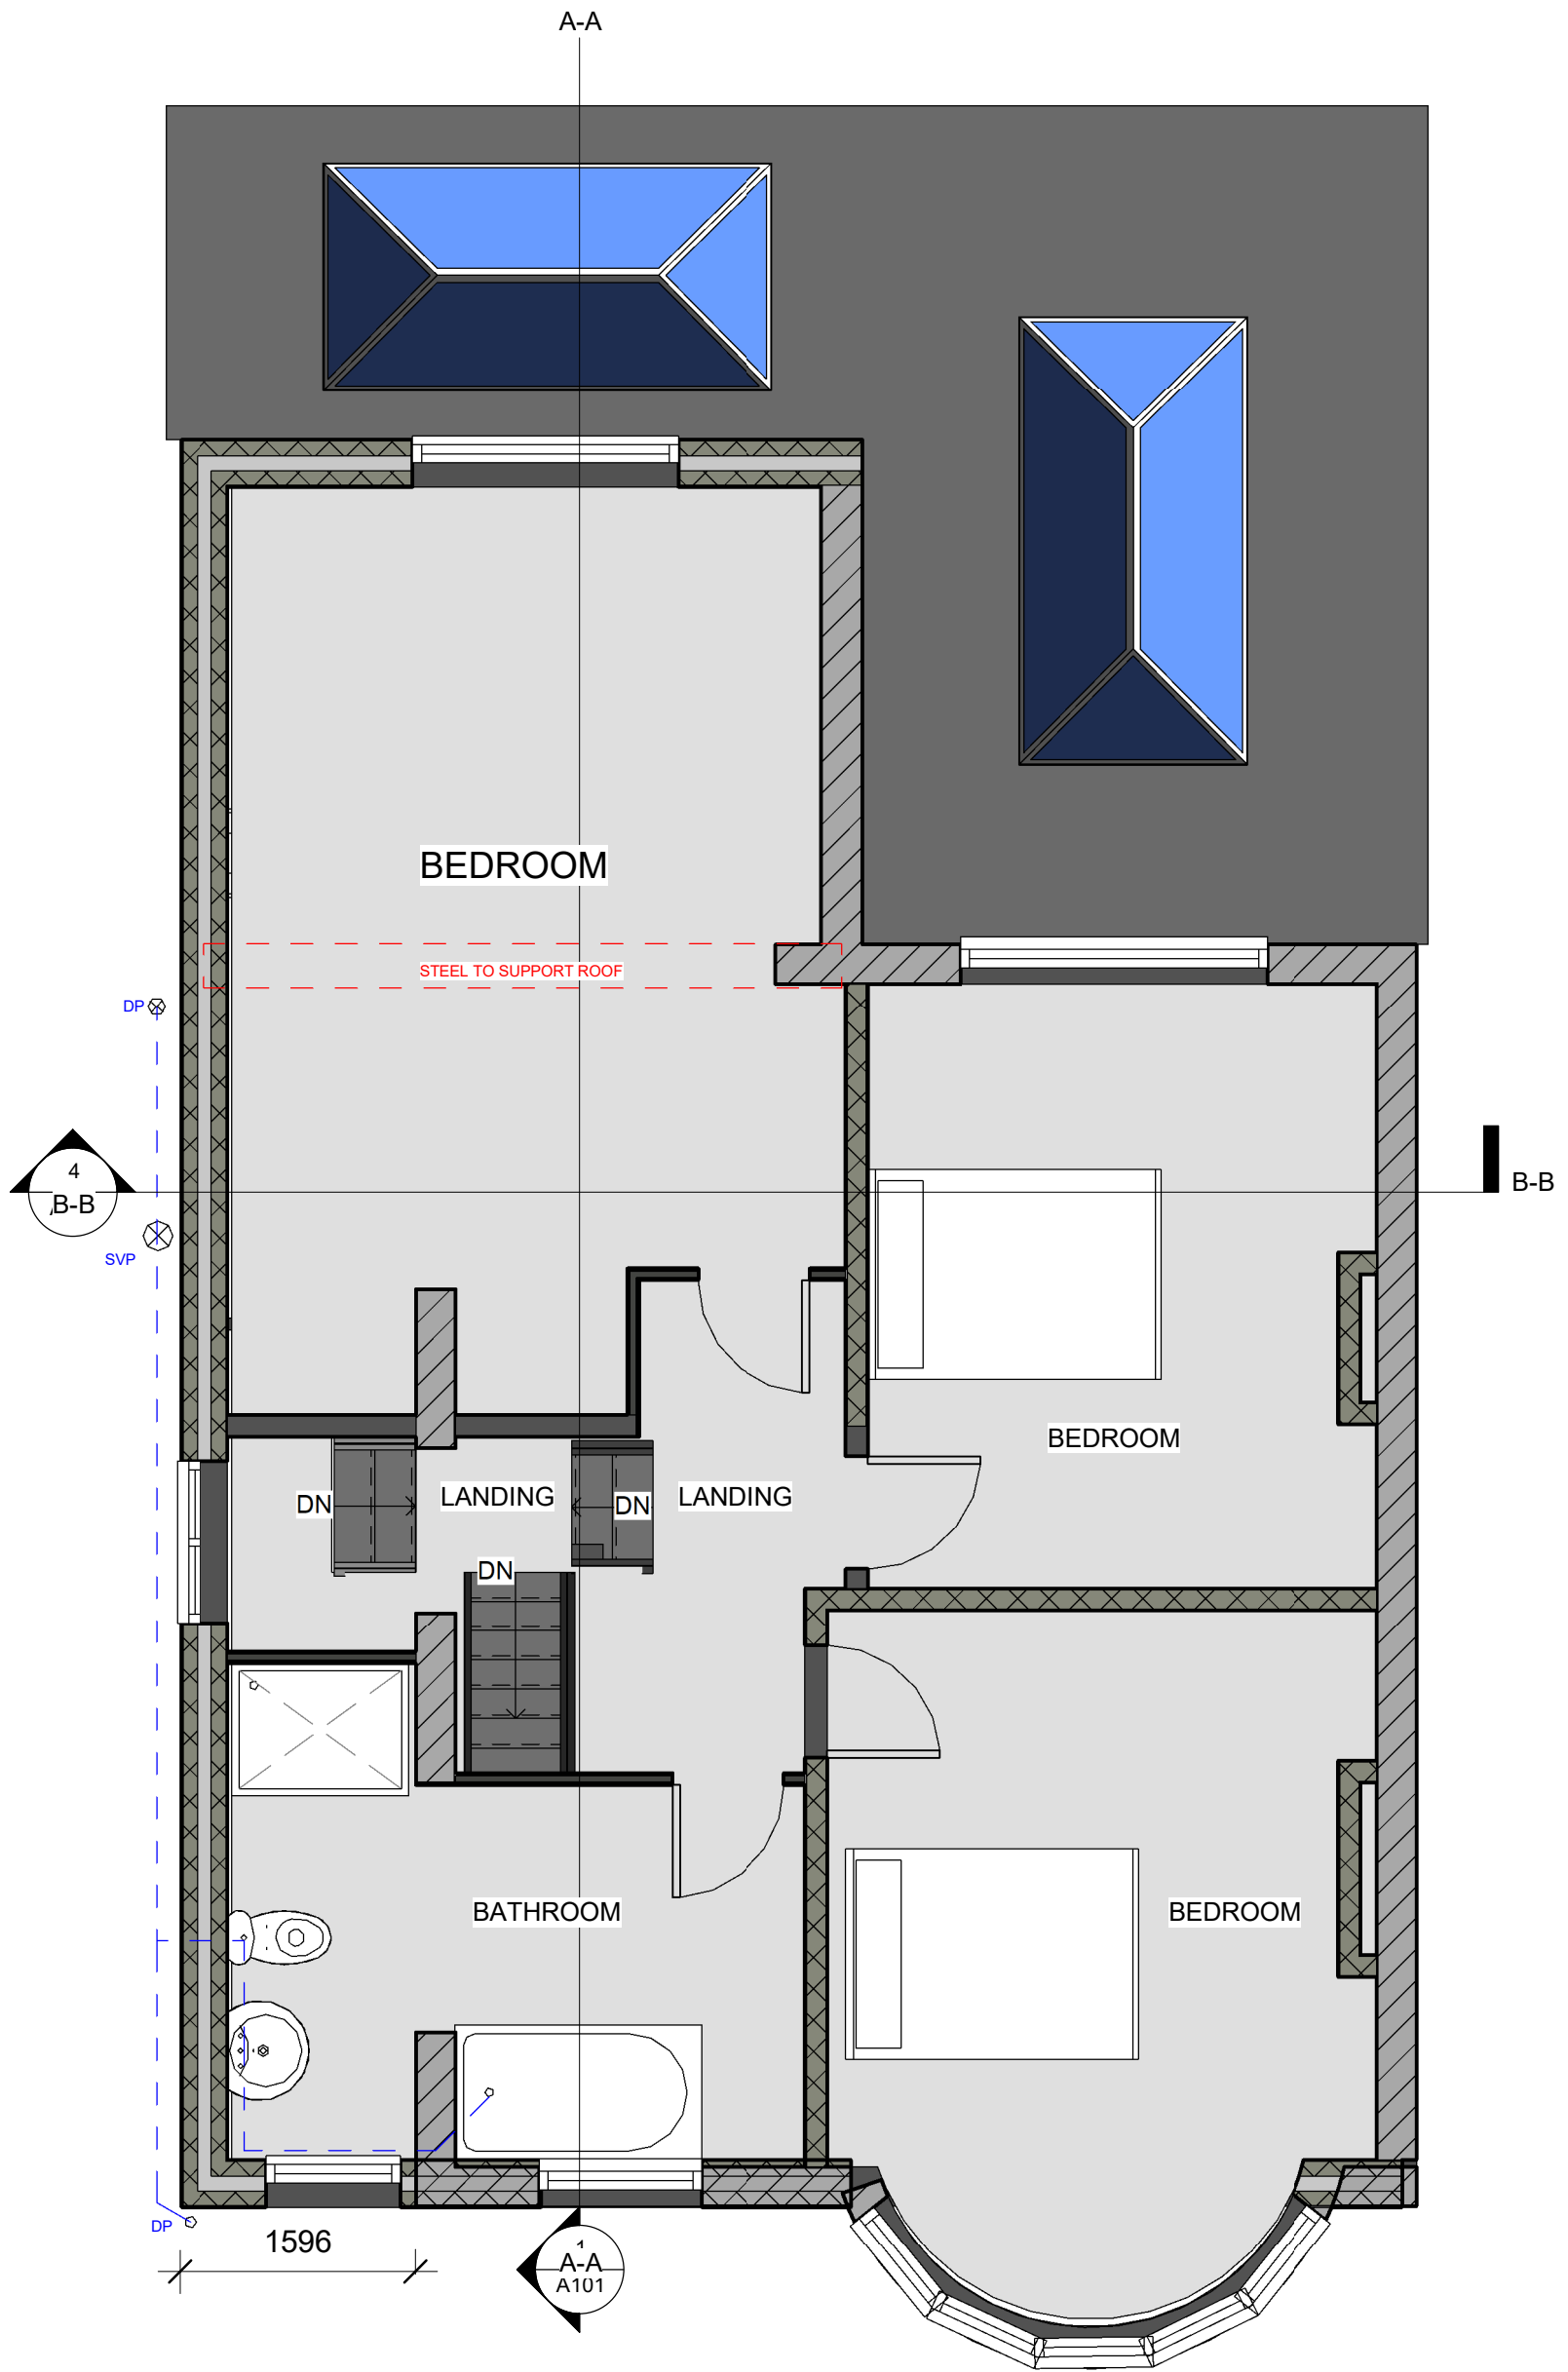 A-A
BEDROOM
STEEL TO SUPPORT ROOF
DP
4
B-B
B-B
SVP
BEDROOM
DN
LANDING
DN
LANDING
DN
BATHROOM
BEDROOM
DP
1596
1
A-A
A101